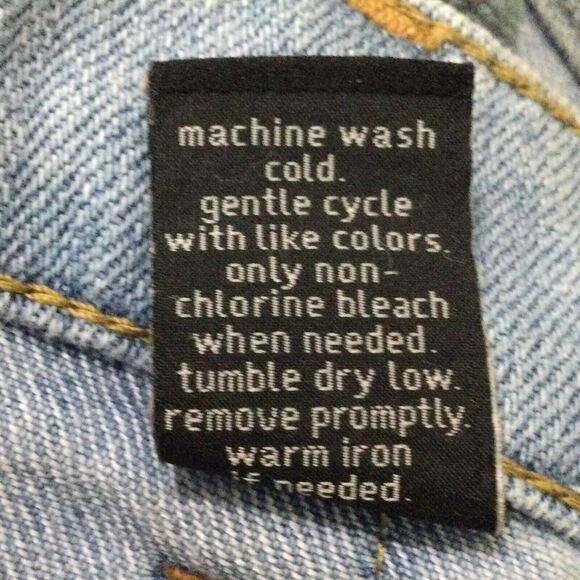 machine wash
cold.
gentle cycle
with like colors.
only non-
chlorine bleach
when needed.
tumble dry low.
remove promptly.
warm iron
if needed.